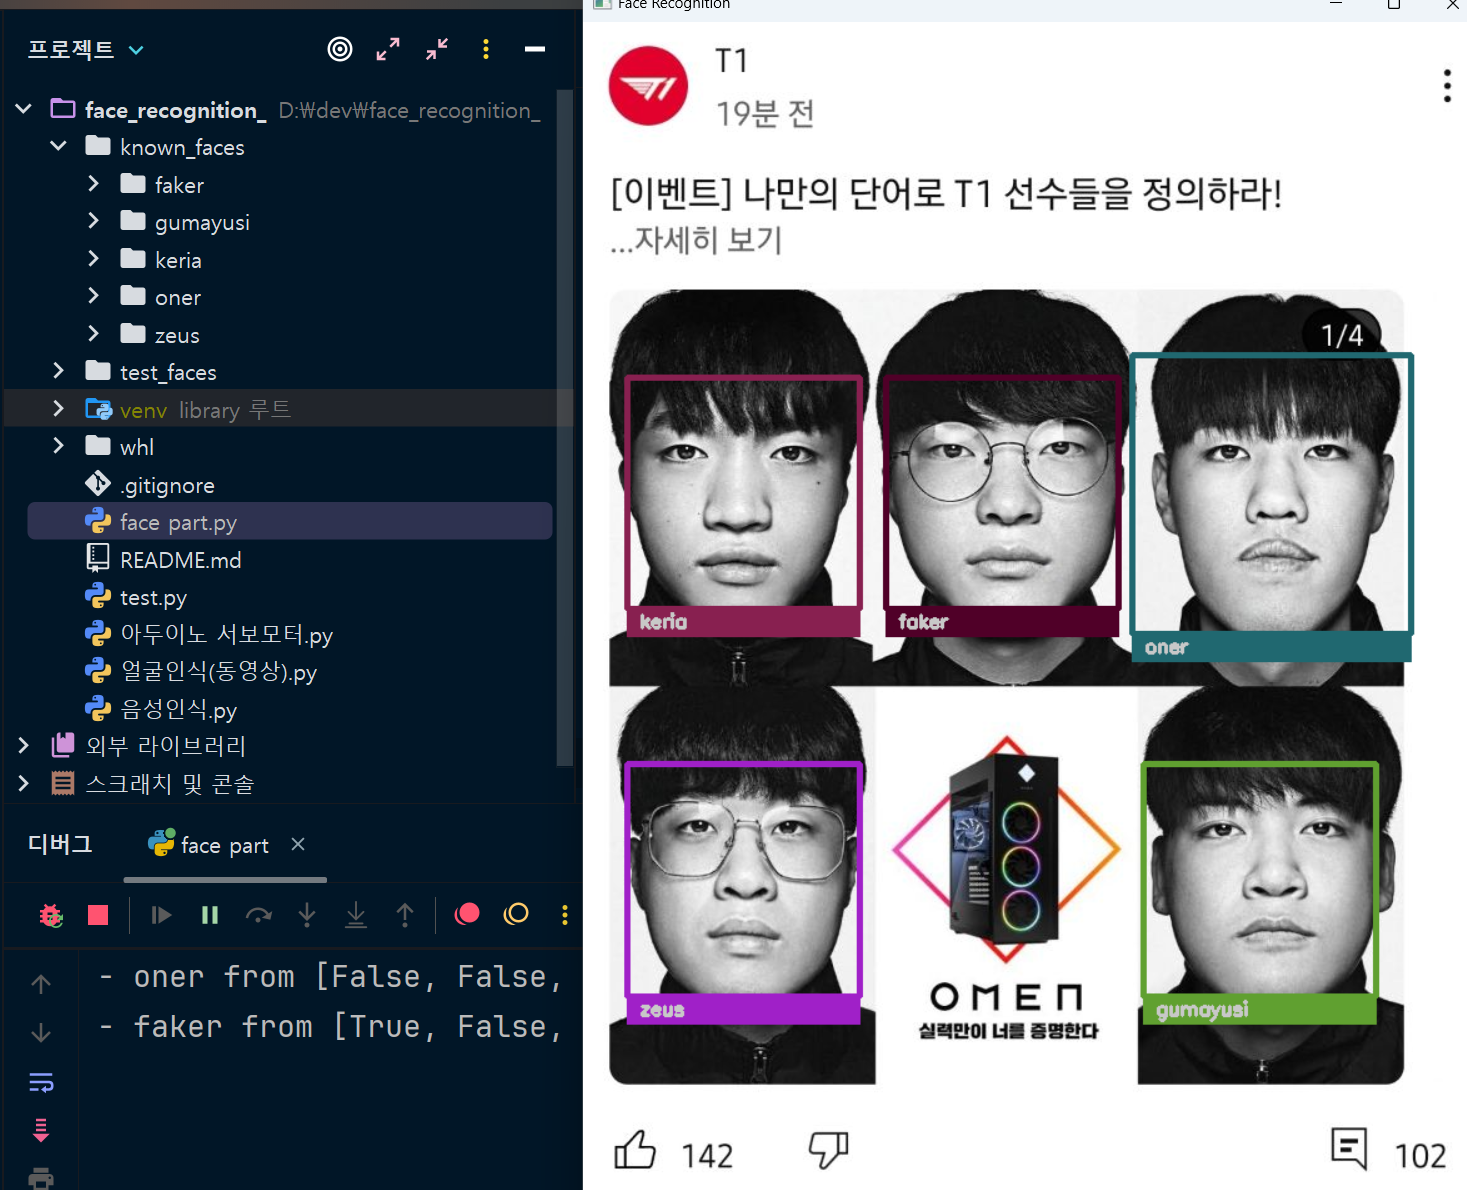 프로젝트
face_recognition_ D:\dev\face_recognition_
known_faces
faker
gumayusi
keria
oner
zeus
test_faces
venv library 루트
whl
.gitignore
face part.py
README.md
test.py
아두이노 서보모터.py
얼굴인식(동영상).py
음성인식.py
외부 라이브러리
스크래치 및 콘솔
디버그
face part
- oner from [False, False,
- faker from [True, False,
Face Recognition
T1
T1
19분 전
[이벤트] 나만의 단어로 T1 선수들을 정의하라!
...자세히 보기
1/4
keria
faker
oner
zeus
OMEN
실력만이 너를 증명한다
gumayusi
142
102